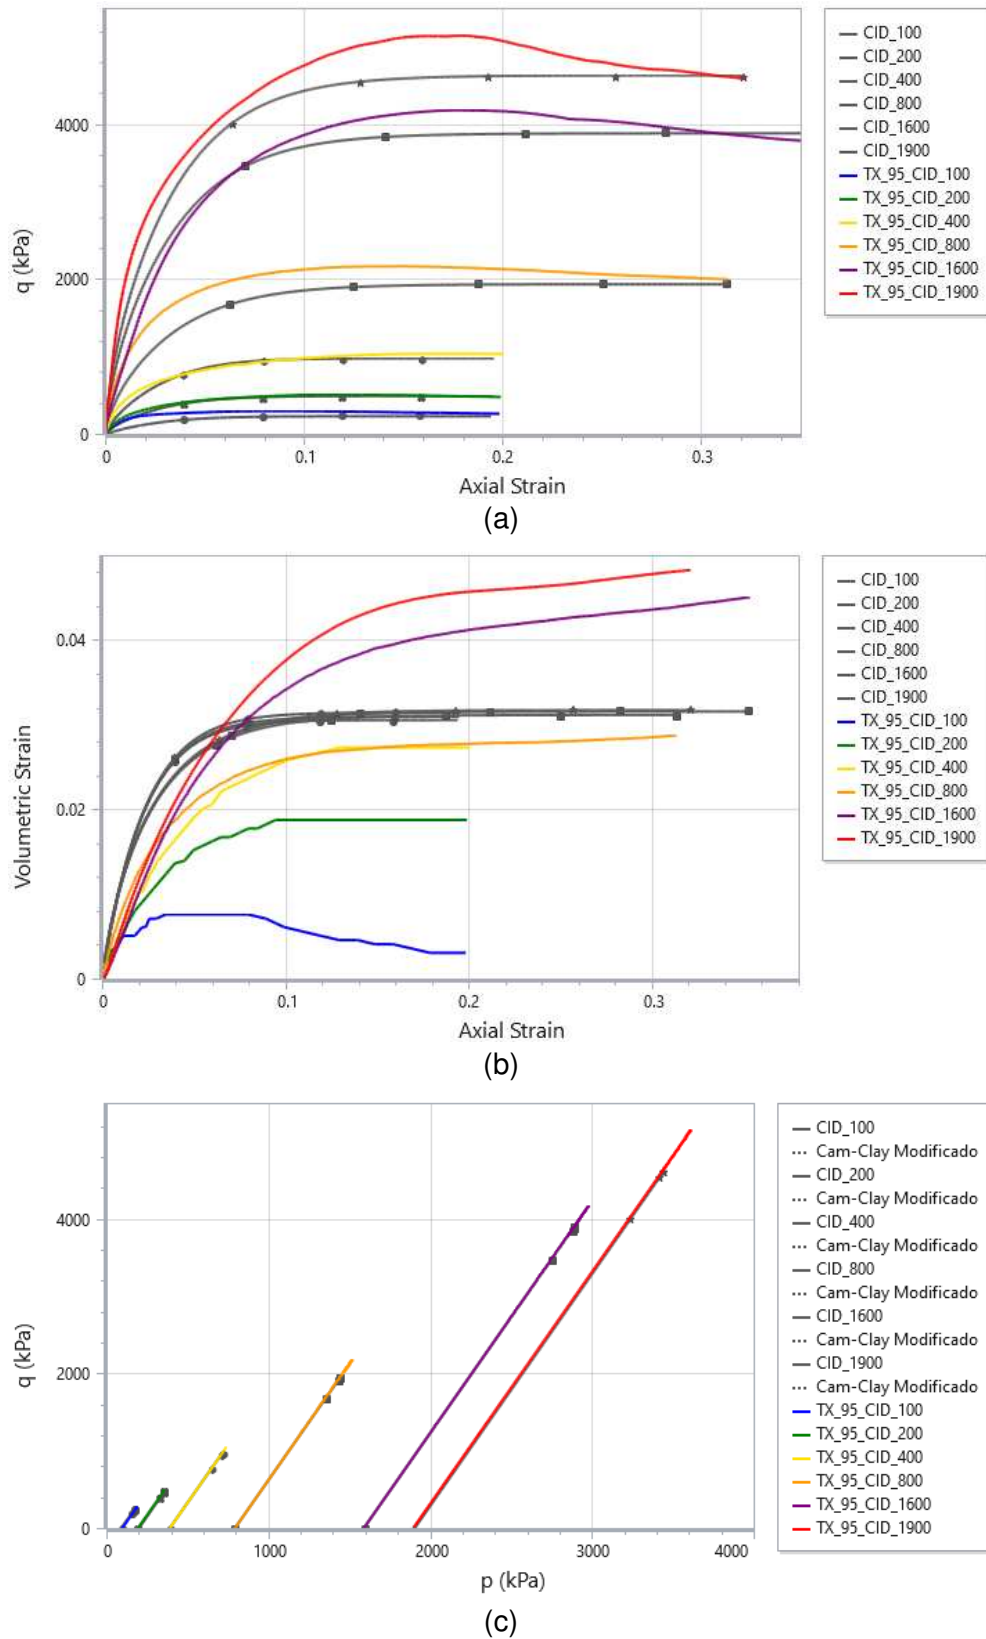 CID_100
CID_200
CID_400
CID_800
CID_1600
CID_1900
TX_95_CID_100
TX_95_CID_200
TX_95_CID_400
TX_95_CID_800
TX_95_CID_1600
TX_95_CID_1900
4000
2000
0
q (kPa)
0 0.1 0.2 0.3
Axial Strain
(a)
CID_100
CID_200
CID_400
CID_800
CID_1600
CID_1900
TX_95_CID_100
TX_95_CID_200
TX_95_CID_400
TX_95_CID_800
TX_95_CID_1600
TX_95_CID_1900
0.04
0.02
0
Volumetric Strain
0 0.1 0.2 0.3
Axial Strain
(b)
CID_100
Cam-Clay Modificado
CID_200
Cam-Clay Modificado
CID_400
Cam-Clay Modificado
CID_800
Cam-Clay Modificado
CID_1600
Cam-Clay Modificado
CID_1900
Cam-Clay Modificado
TX_95_CID_100
TX_95_CID_200
TX_95_CID_400
TX_95_CID_800
TX_95_CID_1600
TX_95_CID_1900
4000
2000
0
q (kPa)
0 1000 2000 3000 4000
p (kPa)
(c)